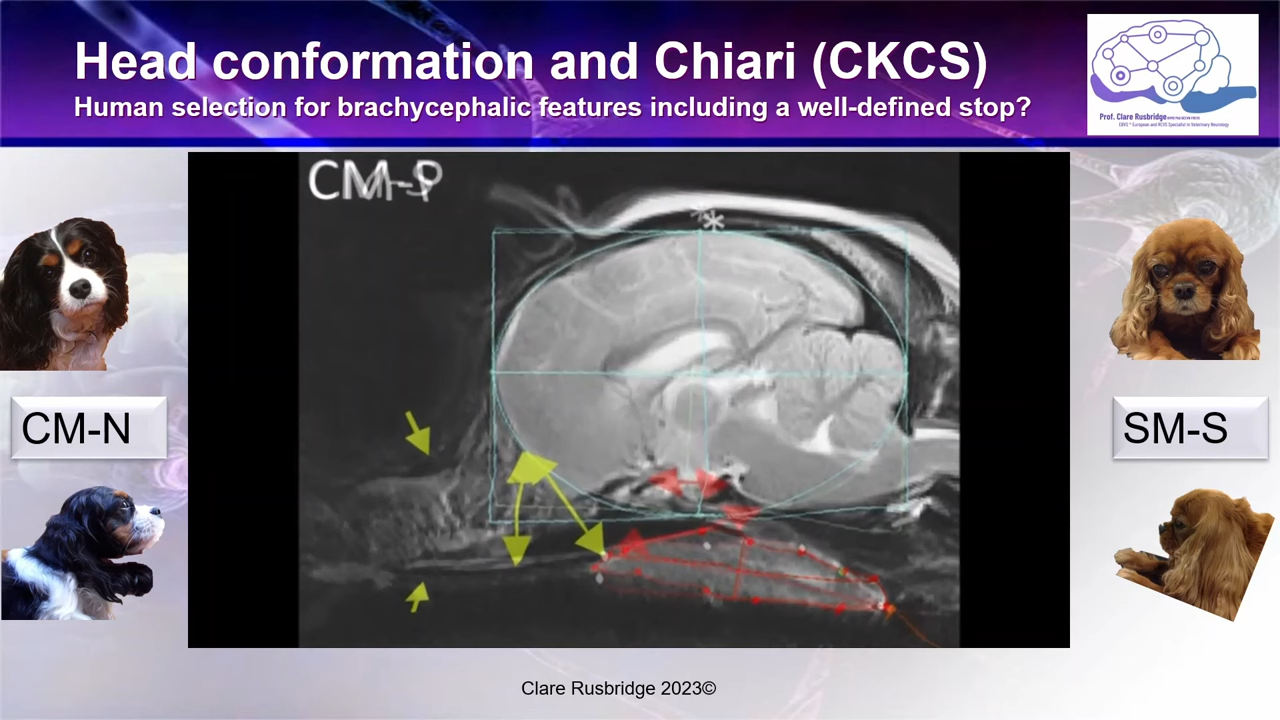 Head conformation and Chiari (CKCS)
Human selection for brachycephalic features including a well-defined stop?
Prof. Clare Rusbridge
CM-N
SM-S
*
Clare Rusbridge 2023©